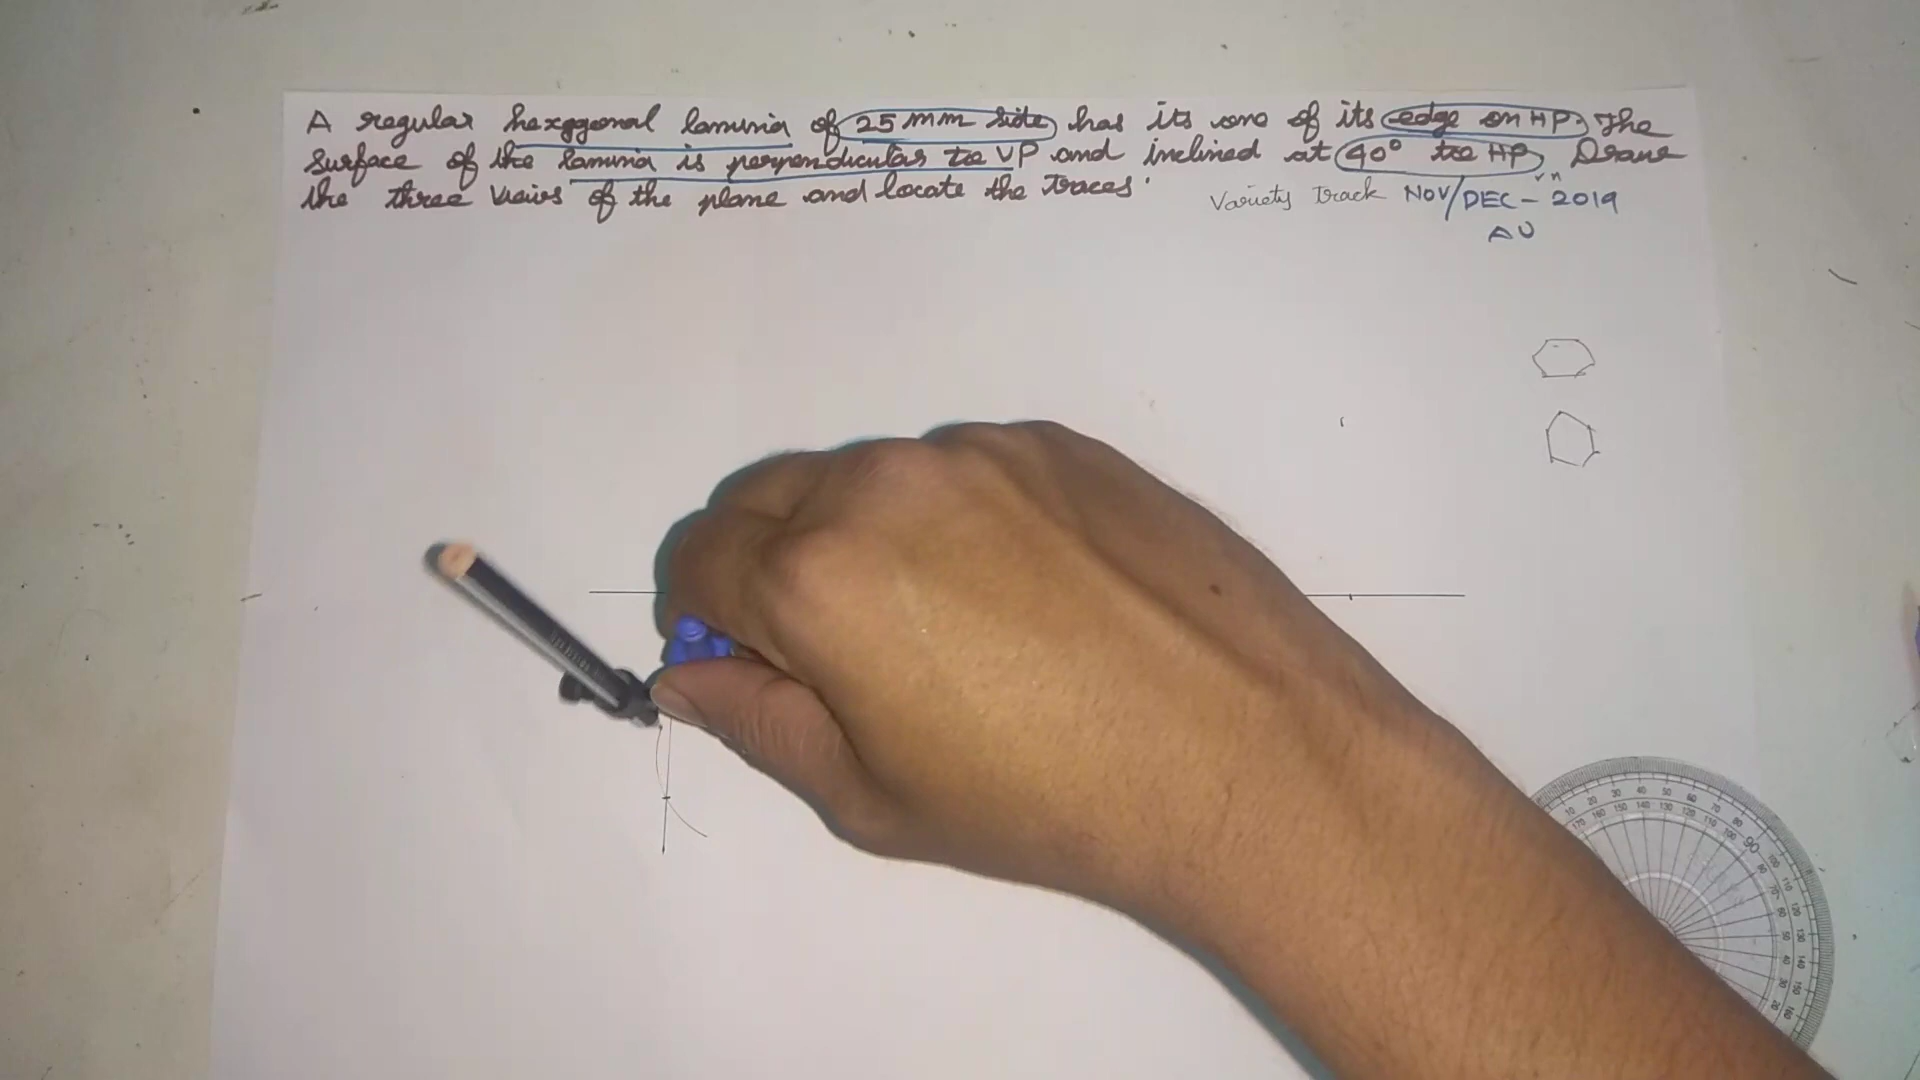 A regular hexagonal lamina of 25 mm side has its one of its edge on HP. The
surface of the lamina is perpendicular to VP and inclined at 40° to HP. Draw
the three views of the plane and locate the traces.
Variety track NOV/DEC - 2019
AU